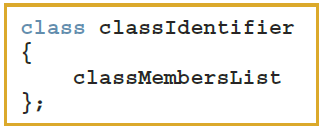 class classIdentifier
{
    classMembersList
};